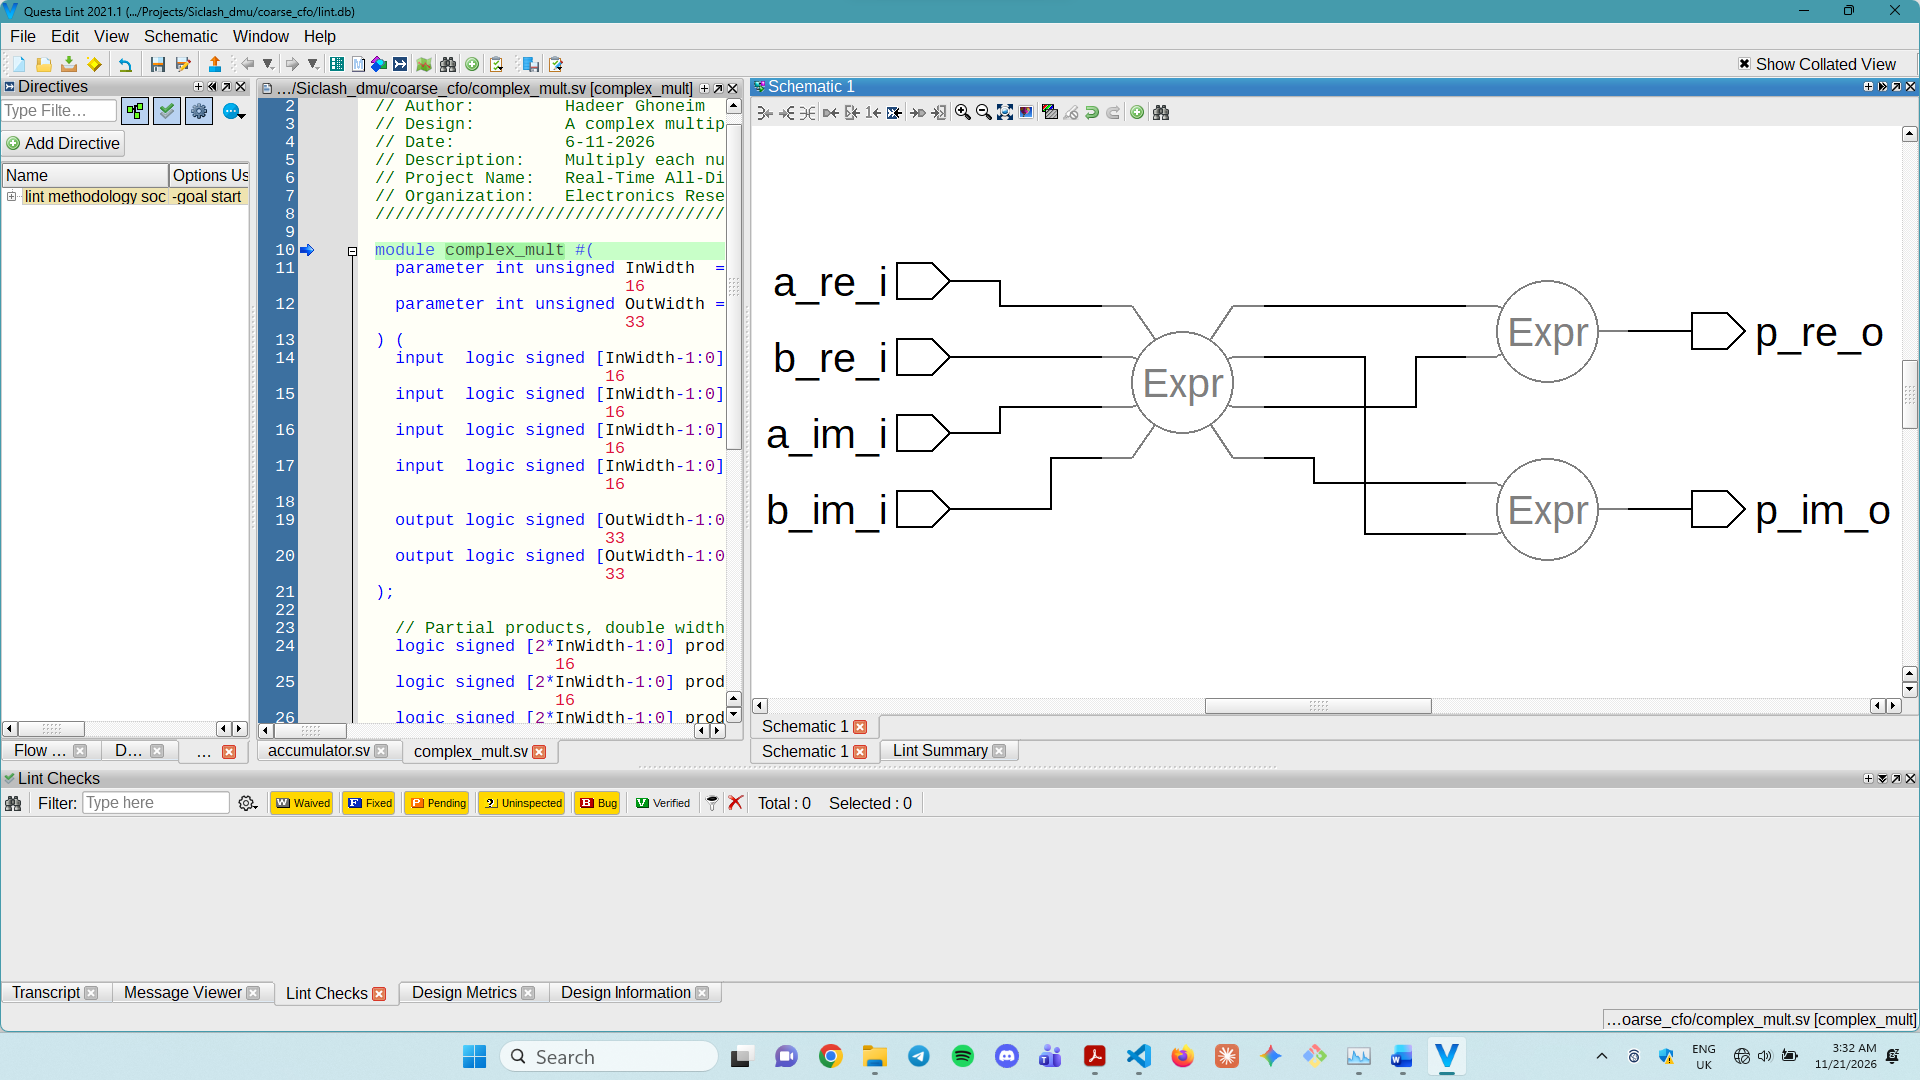 Questa Lint 2021.1 (.../Projects/Siclash_dmu/coarse_cfo/lint.db)
File Edit View Schematic Window Help
Show Collated View
Directives
Type Filte...
Add Directive
Name Options Us
lint methodology soc -goal start
Flow ... D... ...
.../Siclash_dmu/coarse_cfo/complex_mult.sv [complex_mult]
2 // Author: Hadeer Ghoneim
3 // Design: A complex multip
4 // Date: 6-11-2026
5 // Description: Multiply each nu
6 // Project Name: Real-Time All-Di
7 // Organization: Electronics Rese
8 ///////////////////////////////////
9
10 module complex_mult #(
11 parameter int unsigned InWidth =
16
12 parameter int unsigned OutWidth =
33
13 ) (
14 input logic signed [InWidth-1:0]
16
15 input logic signed [InWidth-1:0]
16
16 input logic signed [InWidth-1:0]
16
17 input logic signed [InWidth-1:0]
16
18
19 output logic signed [OutWidth-1:0
33
20 output logic signed [OutWidth-1:0
33
21 );
22
23 // Partial products, double width
24 logic signed [2*InWidth-1:0] prod
16
25 logic signed [2*InWidth-1:0] prod
16
26 logic signed [2*InWidth-1:0] prod
accumulator.sv complex_mult.sv
Schematic 1
a_re_i
b_re_i
a_im_i
b_im_i
Expr
Expr
Expr
p_re_o
p_im_o
Schematic 1
Schematic 1 Lint Summary
Lint Checks
Filter: Type here W Waived F Fixed P Pending ? Uninspected B Bug V Verified Total : 0 Selected : 0
Transcript Message Viewer Lint Checks Design Metrics Design Information
...oarse_cfo/complex_mult.sv [complex_mult]
Search
ENG
UK
3:32 AM
11/21/2026